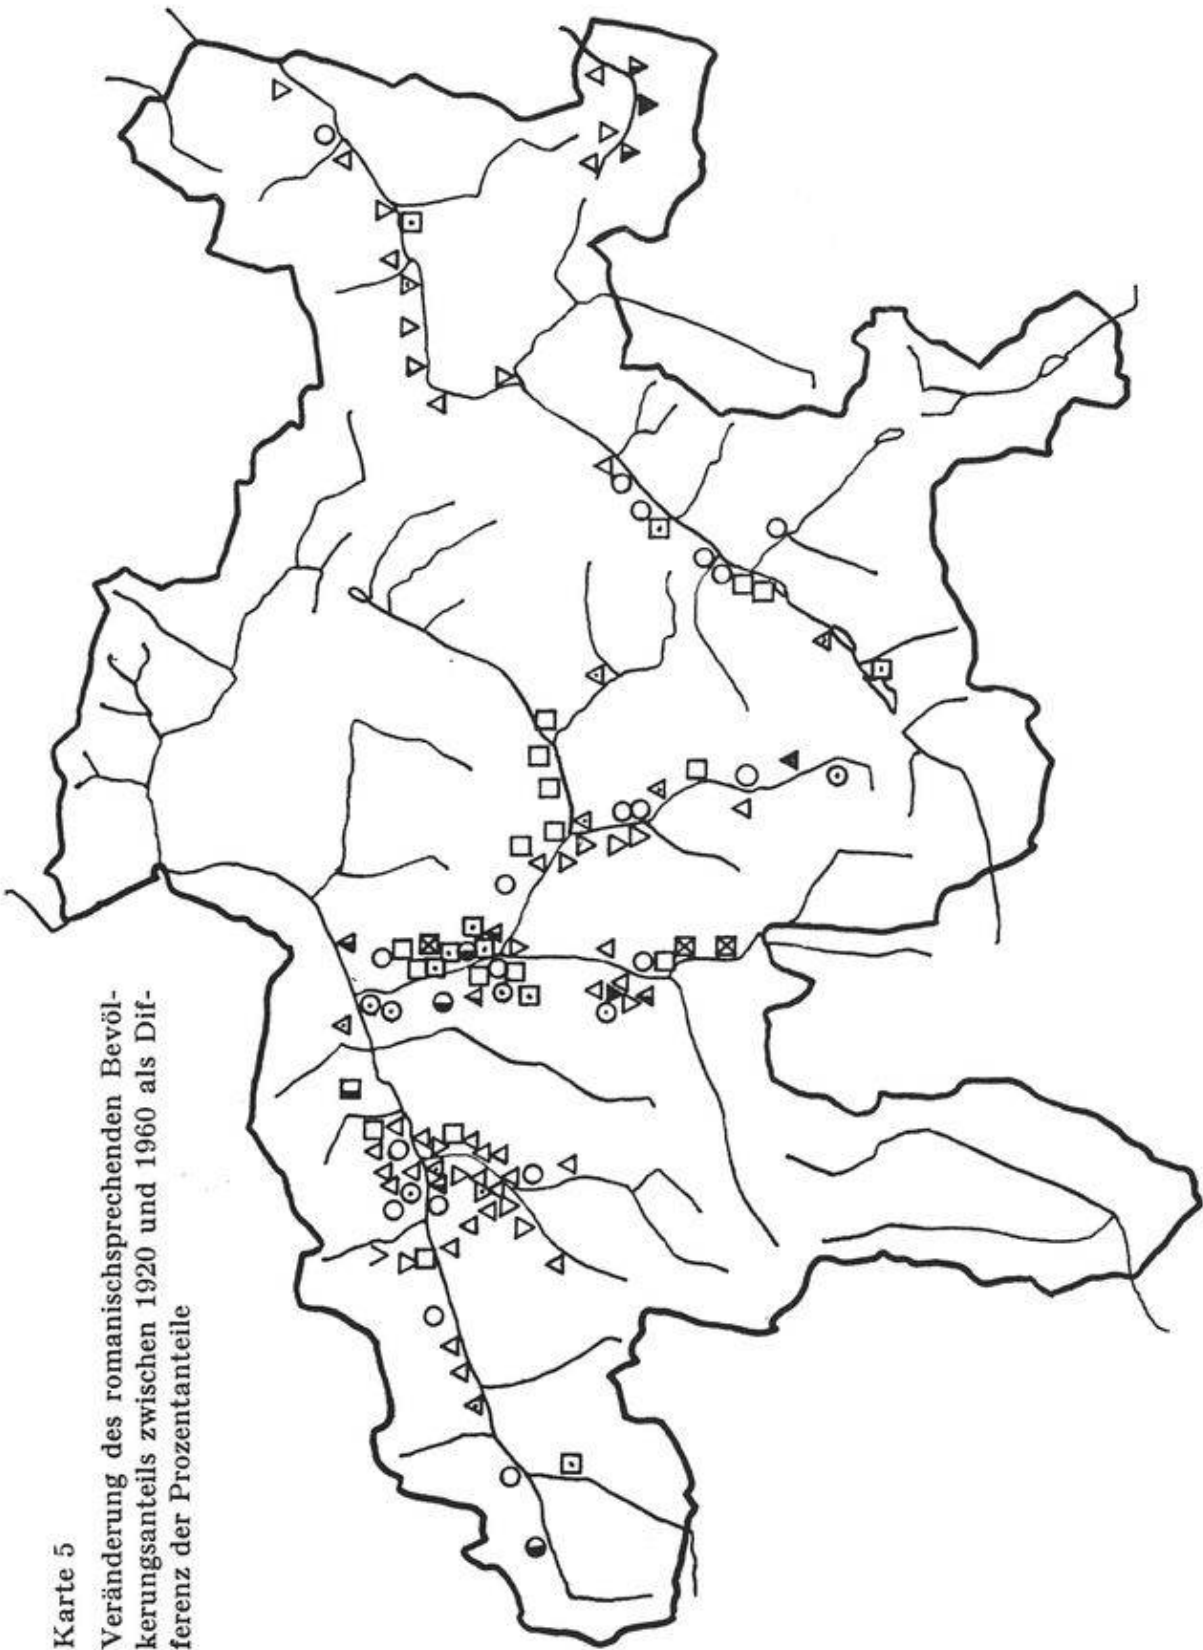 Karte 5
Veränderung des romanischsprechenden Bevöl-
kerungsanteils zwischen 1920 und 1960 als Dif-
ferenz der Prozentanteile